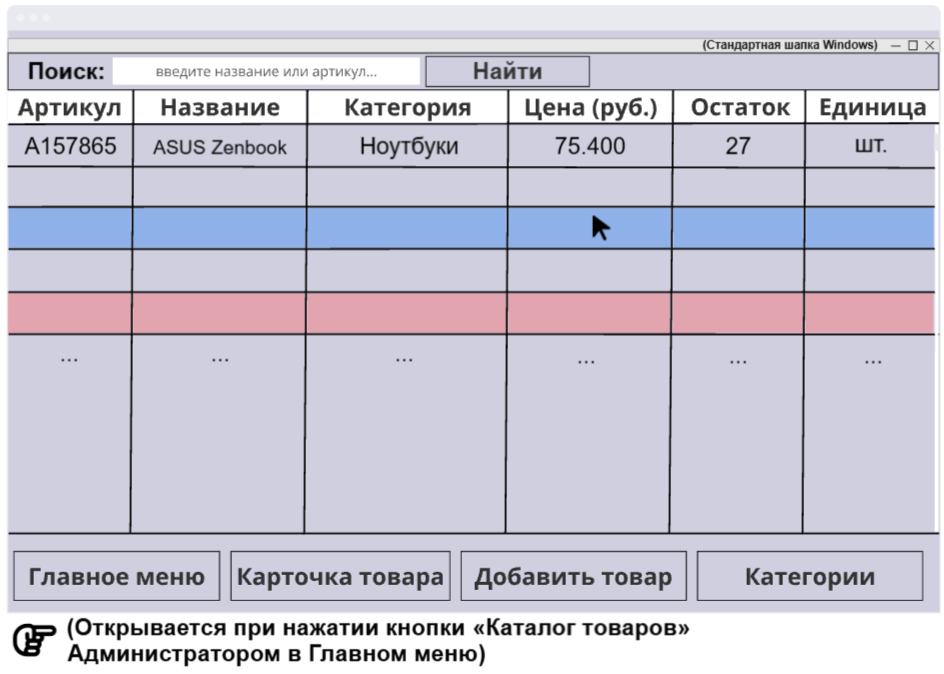 (Стандартная шапка Windows)
Поиск: введите название или артикул... Найти
Артикул Название Категория Цена (руб.) Остаток Единица
A157865 ASUS Zenbook Ноутбуки 75.400 27 шт.
... ... ... ... ... ...
Главное меню Карточка товара Добавить товар Категории
(Открывается при нажатии кнопки «Каталог товаров»
Администратором в Главном меню)